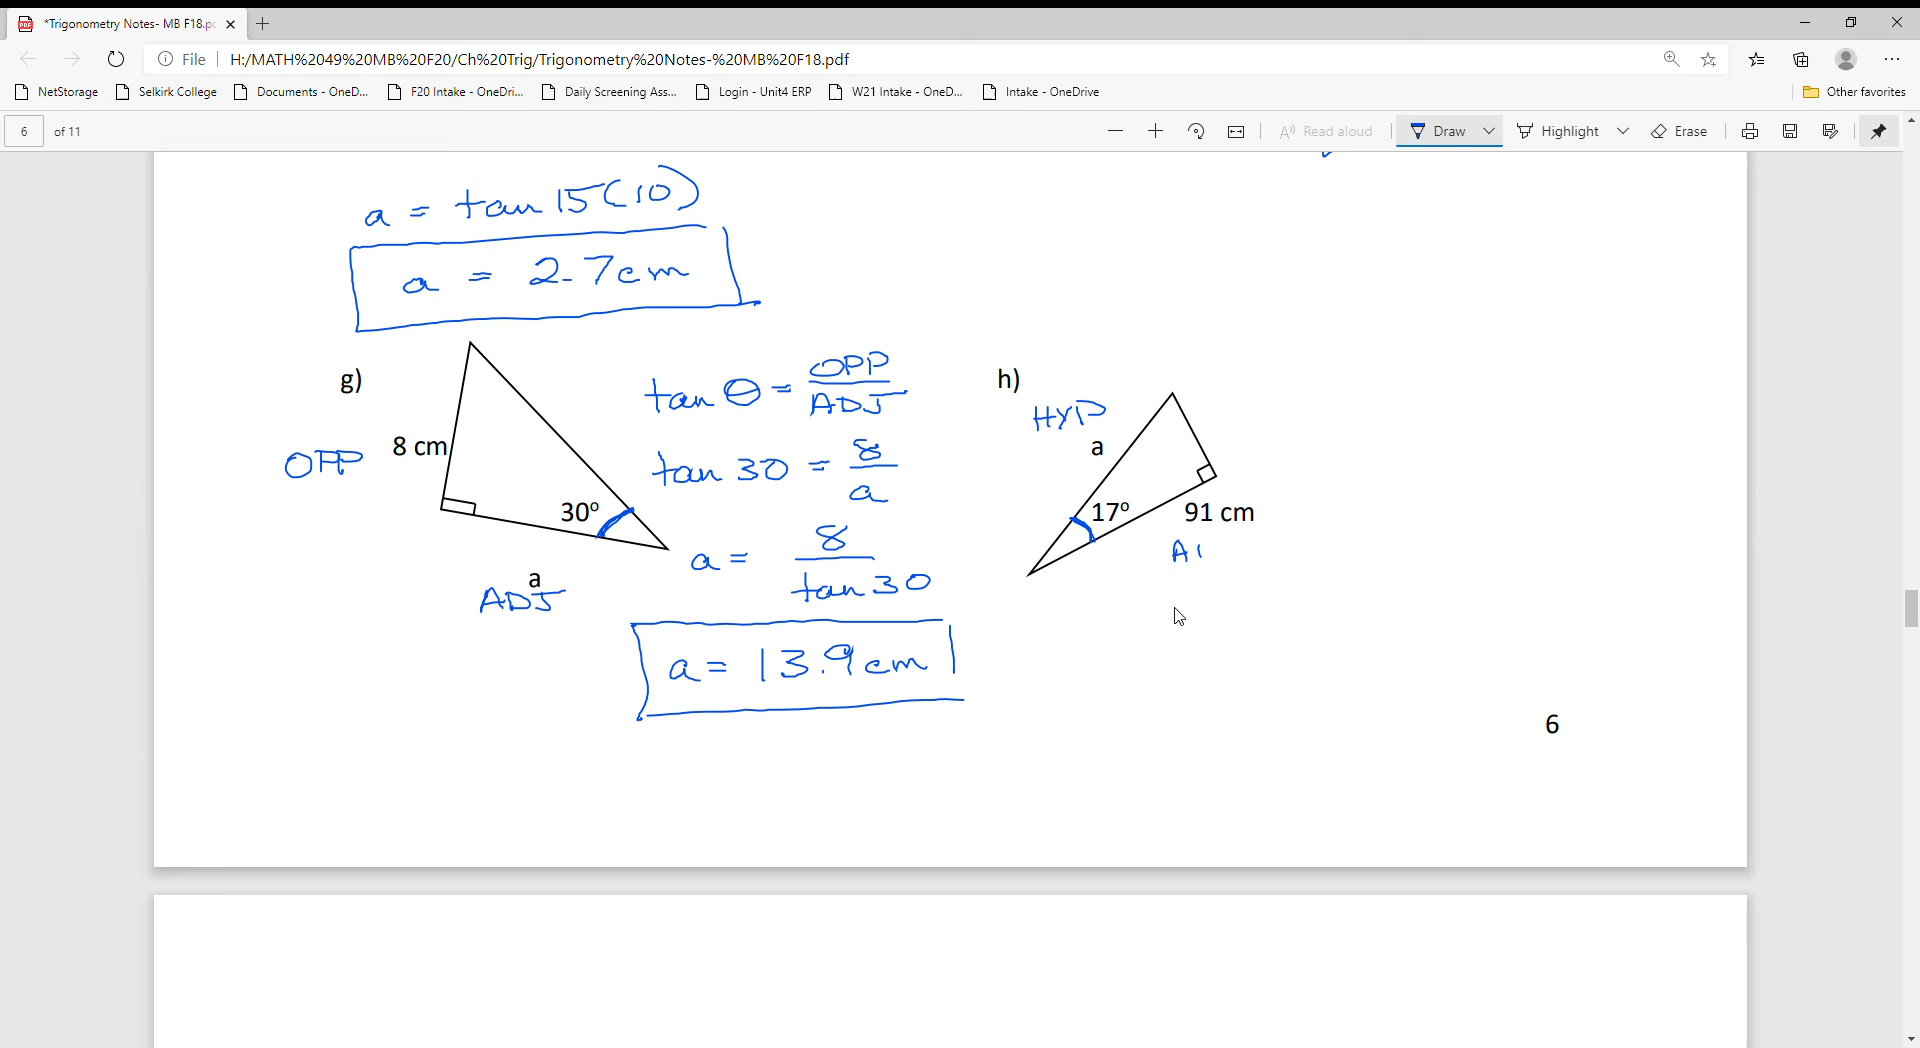 *Trigonometry Notes- MB F18.pd
File H:/MATH%2049%20MB%20F20/Ch%20Trig/Trigonometry%20Notes-%20MB%20F18.pdf
NetStorage Selkirk College Documents - OneD... F20 Intake - OneDri... Daily Screening Ass... Login - Unit4 ERP W21 Intake - OneD... Intake - OneDrive Other favorites
6 of 11 Read aloud Draw Highlight Erase
a = tan 15(10)
a = 2.7cm
g)
8 cm
OPP
30°
a
ADJ
tan θ = OPP/ADJ
tan 30 = 8/a
a = 8/tan 30
a = 13.9cm
h)
HYP
a
17°
91 cm
A
6